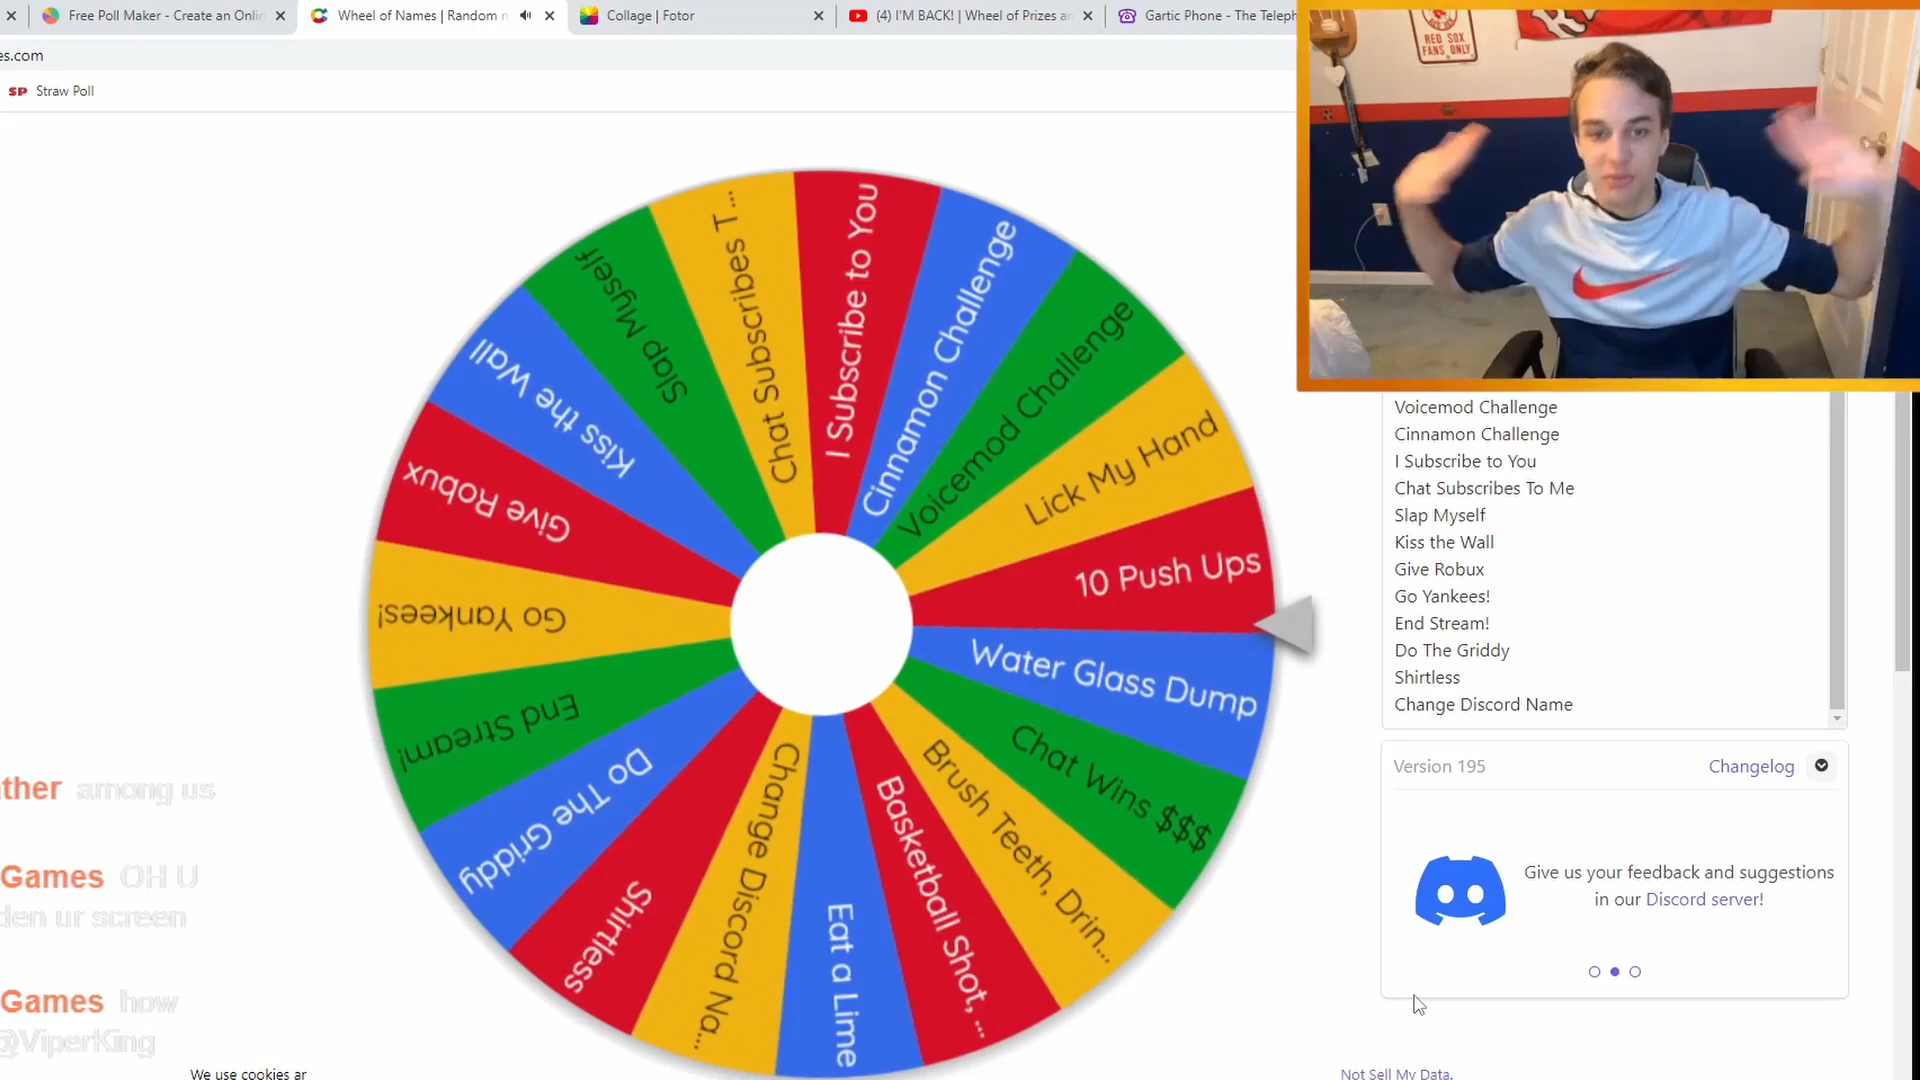 Free Poll Maker - Create an Onlin
Wheel of Names | Random n
Collage | Fotor
(4) I'M BACK! | Wheel of Prizes an
Gartic Phone - The Teleph
es.com
SP Straw Poll
RED SOX
FANS ONLY
Chat Subscribes T...
I Subscribe to You
Cinnamon Challenge
Voicemod Challenge
Lick My Hand
10 Push Ups
Water Glass Dump
Chat Wins $$$
Brush Teeth, Drin...
Basketball Shot, ...
Eat a Lime
Change Discord Na...
Shirtless
Do The Griddy
End Stream!
Go Yankees!
Give Robux
Kiss the Wall
Slap Myself
Voicemod Challenge
Cinnamon Challenge
I Subscribe to You
Chat Subscribes To Me
Slap Myself
Kiss the Wall
Give Robux
Go Yankees!
End Stream!
Do The Griddy
Shirtless
Change Discord Name
Version 195
Changelog
Give us your feedback and suggestions
in our Discord server!
ther among us
Games OH U
den ur screen
Games how
@ViperKing
We use cookies ar
Not Sell My Data.